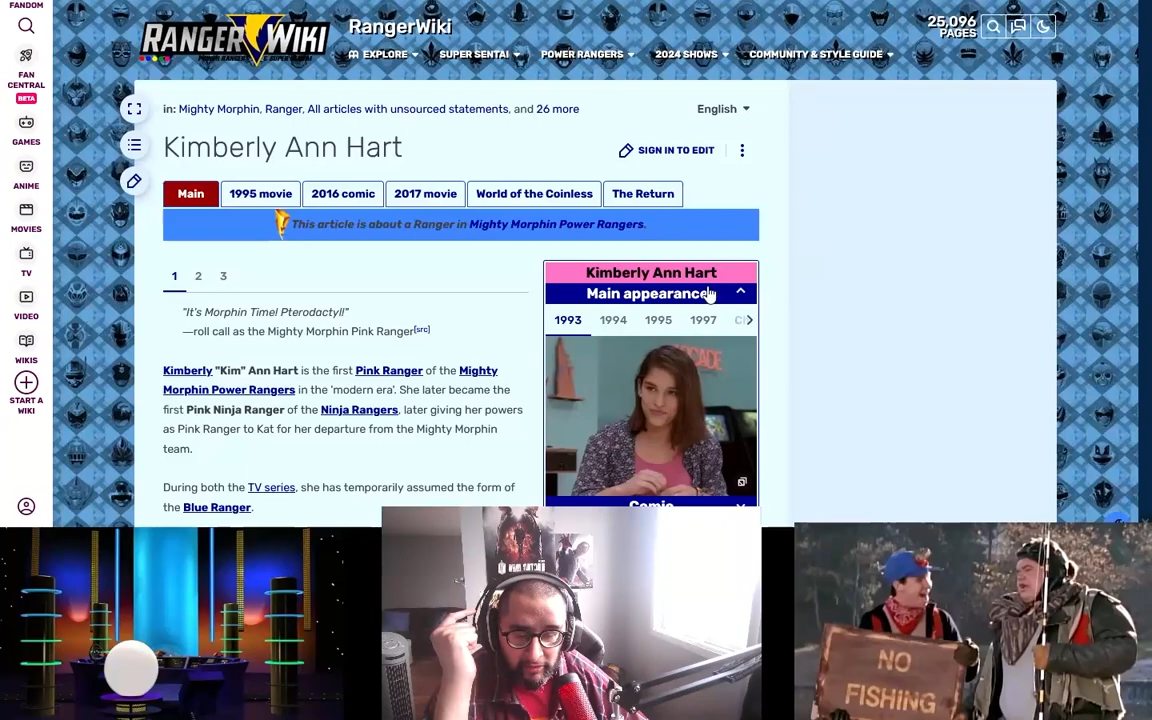 FANDOM
FAN
CENTRAL
BETA
GAMES
ANIME
MOVIES
TV
VIDEO
WIKIS
START A
WIKI
RANGER WIKI
RangerWiki
25,096
PAGES
EXPLORE
SUPER SENTAI
POWER RANGERS
2024 SHOWS
COMMUNITY & STYLE GUIDE
in: Mighty Morphin, Ranger, All articles with unsourced statements, and 26 more
English
Kimberly Ann Hart
SIGN IN TO EDIT
Main
1995 movie
2016 comic
2017 movie
World of the Coinless
The Return
This article is about a Ranger in Mighty Morphin Power Rangers.
1 2 3
"It's Morphin Time! Pterodactyl!"
—roll call as the Mighty Morphin Pink Ranger[src]
Kimberly "Kim" Ann Hart is the first Pink Ranger of the Mighty
Morphin Power Rangers in the 'modern era'. She later became the
first Pink Ninja Ranger of the Ninja Rangers, later giving her powers
as Pink Ranger to Kat for her departure from the Mighty Morphin
team.
During both the TV series, she has temporarily assumed the form of
the Blue Ranger.
Kimberly Ann Hart
Main appearance
1993 1994 1995 1997
NO
FISHING